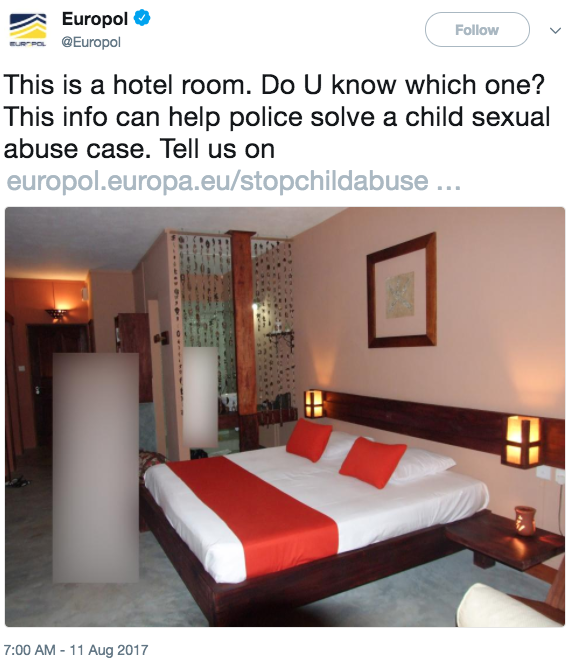 Europol
EUROPOL
@Europol
Follow
This is a hotel room. Do U know which one?
This info can help police solve a child sexual
abuse case. Tell us on
europol.europa.eu/stopchildabuse ...
7:00 AM - 11 Aug 2017